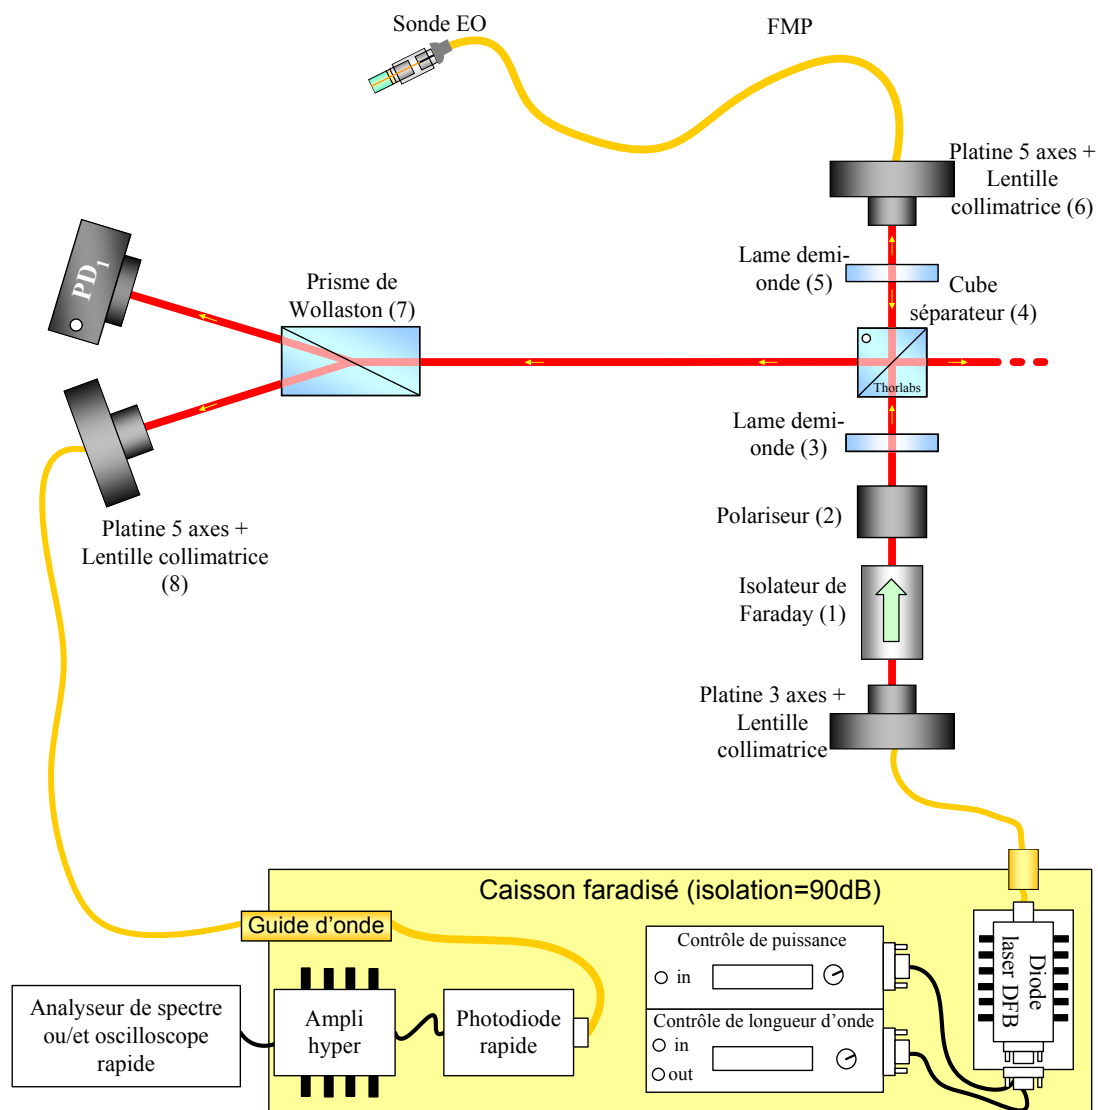 Sonde EO
FMP
Platine 5 axes +
Lentille
collimatrice (6)
Lame demi-
onde (5)
Cube
séparateur (4)
PD1
Prisme de
Wollaston (7)
Thorlabs
Lame demi-
onde (3)
Platine 5 axes +
Lentille collimatrice
(8)
Polariseur (2)
Isolateur de
Faraday (1)
Platine 3 axes +
Lentille
collimatrice
Caisson faradisé (isolation=90dB)
Guide d’onde
Contrôle de puissance
in
Diode
laser DFB
Analyseur de spectre
ou/et oscilloscope
rapide
Ampli
hyper
Photodiode
rapide
Contrôle de longueur d’onde
in
out